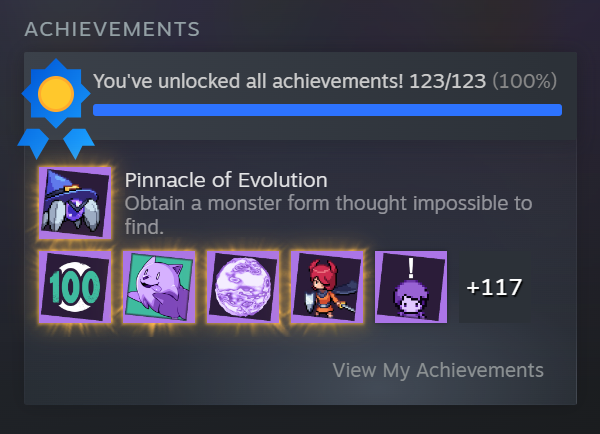 ACHIEVEMENTS
You've unlocked all achievements! 123/123 (100%)
Pinnacle of Evolution
Obtain a monster form thought impossible to
find.
100
!
+117
View My Achievements